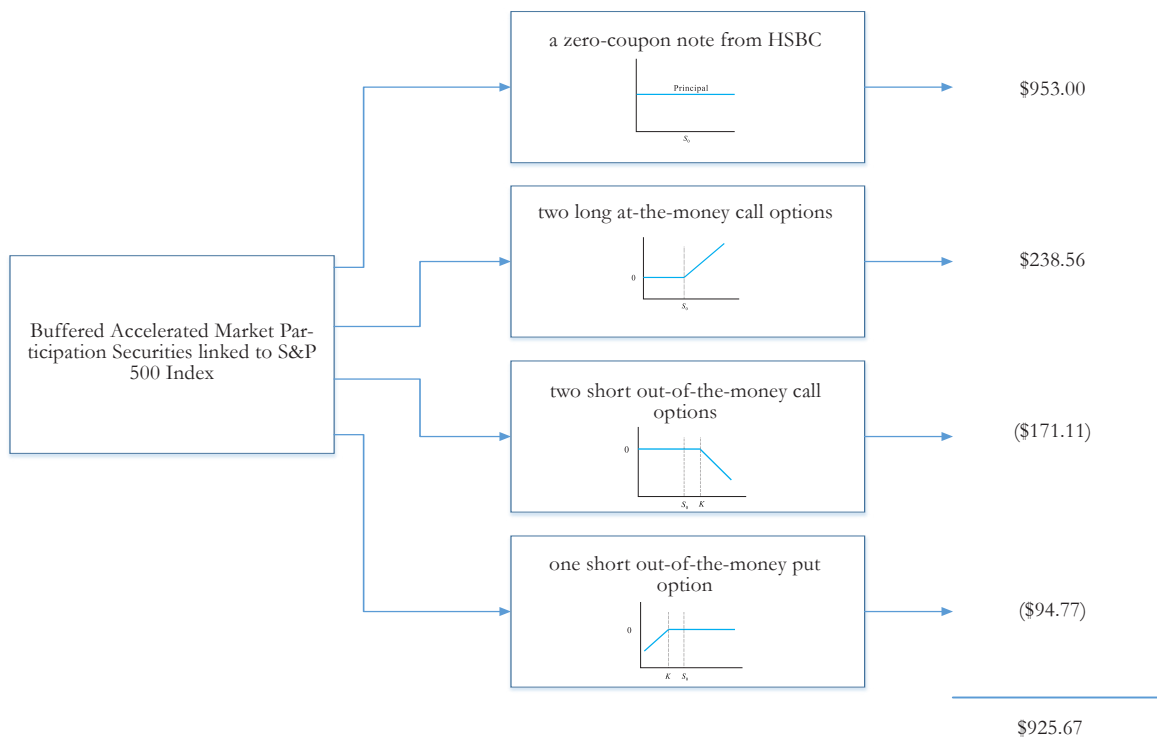 Buffered Accelerated Market Par-
ticipation Securities linked to S&P
500 Index
a zero-coupon note from HSBC
Principal
S₀
$953.00
two long at-the-money call options
0
S₀
$238.56
two short out-of-the-money call
options
0
S₀ K
($171.11)
one short out-of-the-money put
option
0
K S₀
($94.77)
$925.67